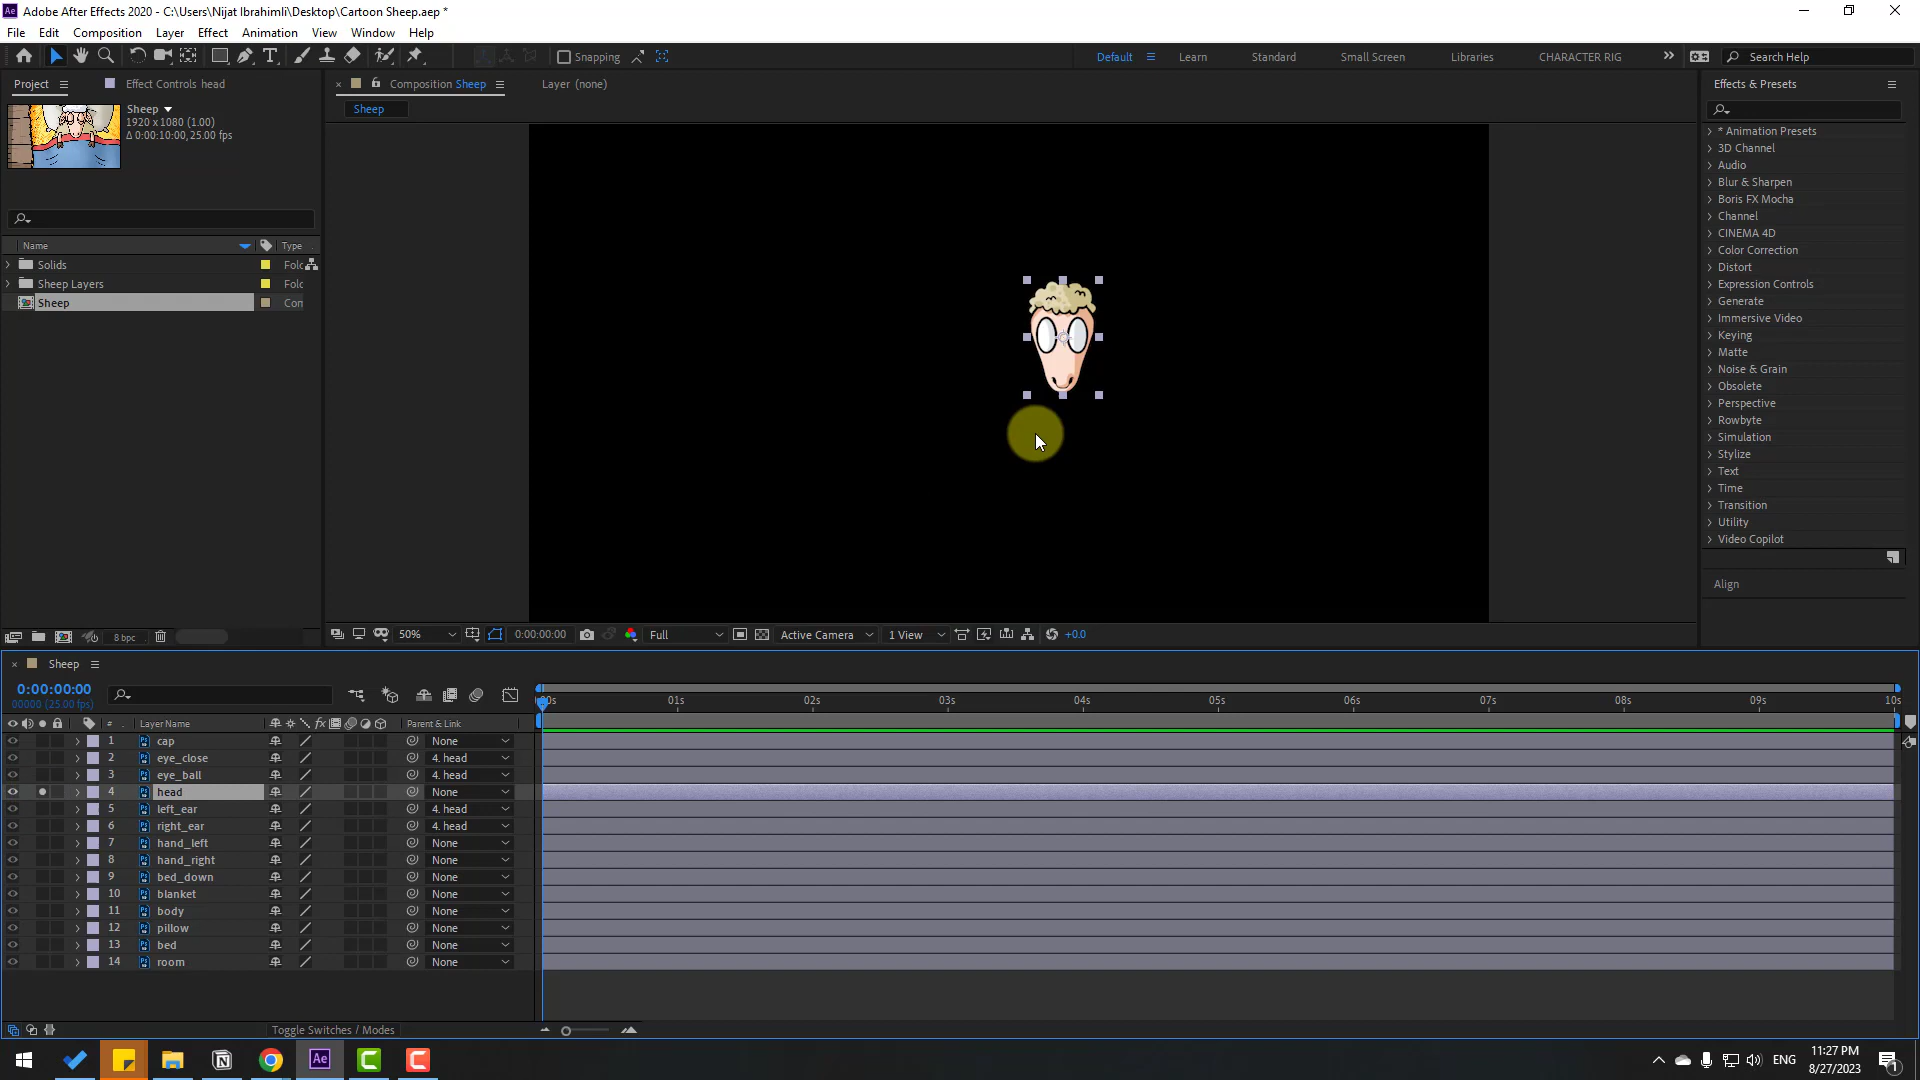 Adobe After Effects 2020 - C:\Users\Nijat Ibrahimli\Desktop\Cartoon Sheep.aep *
File Edit Composition Layer Effect Animation View Window Help
Snapping Default Learn Standard Small Screen Libraries CHARACTER RIG Search Help
Project Effect Controls head Composition Sheep Layer (none) Effects & Presets
Sheep
1920 x 1080 (1.00)
Δ 0:00:10:00, 25.00 fps
Sheep
Name Type
Solids Folc
Sheep Layers Folc
Sheep Con
* Animation Presets
3D Channel
Audio
Blur & Sharpen
Boris FX Mocha
Channel
CINEMA 4D
Color Correction
Distort
Expression Controls
Generate
Immersive Video
Keying
Matte
Noise & Grain
Obsolete
Perspective
Rowbyte
Simulation
Stylize
Text
Time
Transition
Utility
Video Copilot
Align
8 bpc 50% 0:00:00:00 Full Active Camera 1 View +0.0
Sheep
0:00:00:00
00000 (25.00 fps)
:00s 01s 02s 03s 04s 05s 06s 07s 08s 09s 10s
# Layer Name fx Parent & Link
1 cap None
2 eye_close 4. head
3 eye_ball 4. head
4 head None
5 left_ear 4. head
6 right_ear 4. head
7 hand_left None
8 hand_right None
9 bed_down None
10 blanket None
11 body None
12 pillow None
13 bed None
14 room None
Toggle Switches / Modes
Ae ENG 11:27 PM
8/27/2023
1